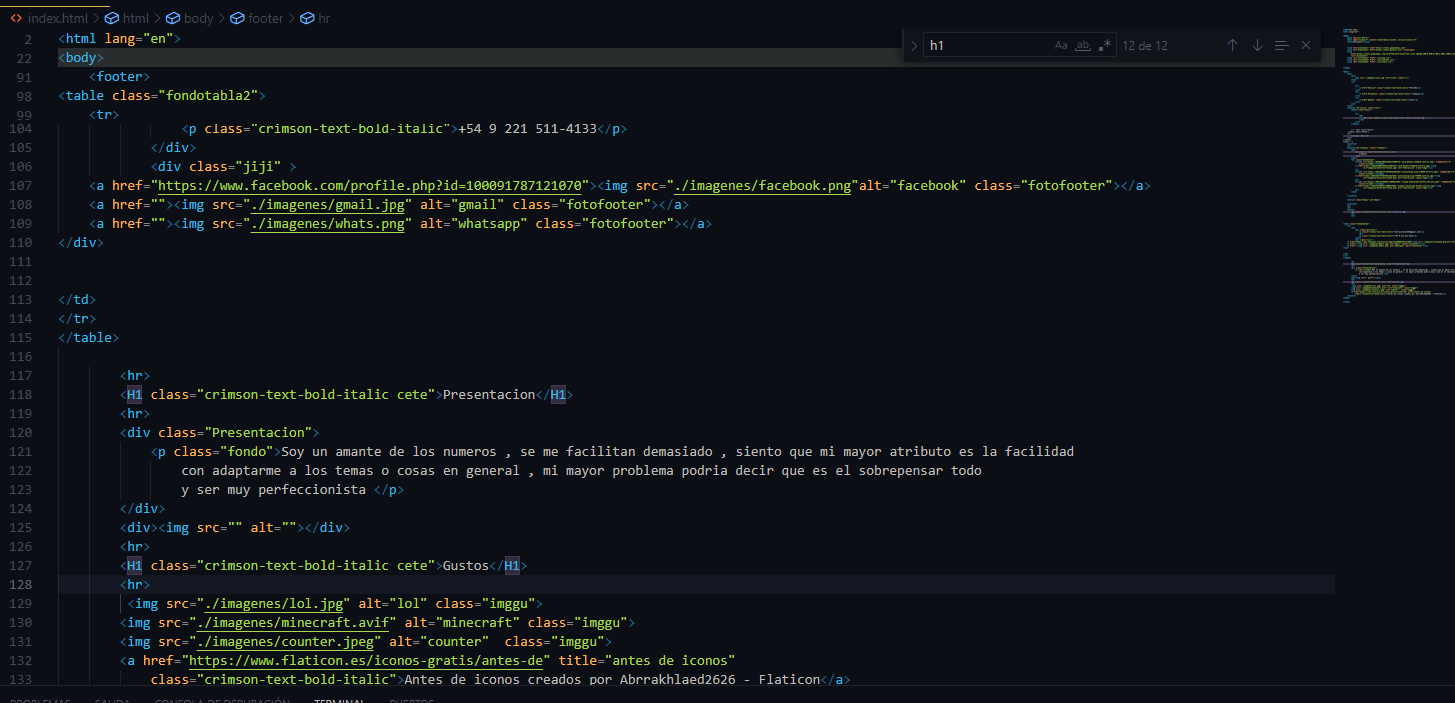 index.html > html > body > footer > hr
h1 Aa ab .* 12 de 12
2 <html lang="en">
22 <body>
91 <footer>
98 <table class="fondotabla2">
99 <tr>
104 <p class="crimson-text-bold-italic">+54 9 221 511-4133</p>
105 </div>
106 <div class="jiji" >
107 <a href="https://www.facebook.com/profile.php?id=100091787121070"><img src="./imagenes/facebook.png"alt="facebook" class="fotofooter"></a>
108 <a href=""><img src="./imagenes/gmail.jpg" alt="gmail" class="fotofooter"></a>
109 <a href=""><img src="./imagenes/whats.png" alt="whatsapp" class="fotofooter"></a>
110 </div>
111
112
113 </td>
114 </tr>
115 </table>
116
117 <hr>
118 <H1 class="crimson-text-bold-italic cete">Presentacion</H1>
119 <hr>
120 <div class="Presentacion">
121 <p class="fondo">Soy un amante de los numeros , se me facilitan demasiado , siento que mi mayor atributo es la facilidad
122 con adaptarme a los temas o cosas en general , mi mayor problema podria decir que es el sobrepensar todo
123 y ser muy perfeccionista </p>
124 </div>
125 <div><img src="" alt=""></div>
126 <hr>
127 <H1 class="crimson-text-bold-italic cete">Gustos</H1>
128 <hr>
129 <img src="./imagenes/lol.jpg" alt="lol" class="imggu">
130 <img src="./imagenes/minecraft.avif" alt="minecraft" class="imggu">
131 <img src="./imagenes/counter.jpeg" alt="counter"  class="imggu">
132 <a href="https://www.flaticon.es/iconos-gratis/antes-de" title="antes de iconos"
133 class="crimson-text-bold-italic">Antes de iconos creados por Abrrakhlaed2626 - Flaticon</a>
PROBLEMAS SALIDA CONSOLA DE DEPURACIÓN TERMINAL PUERTOS